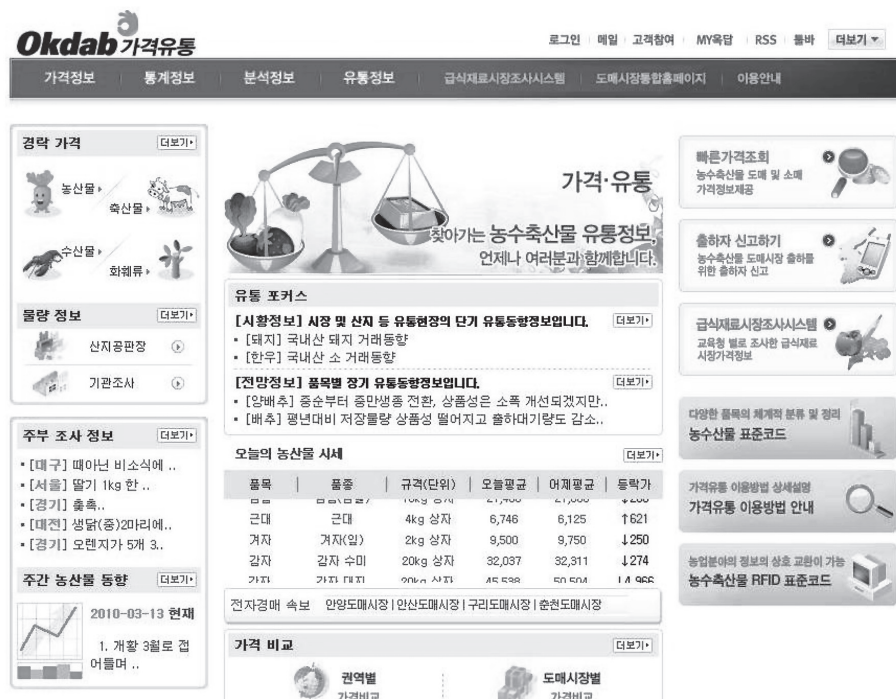 Okdab 가격유통
로그인 메일 고객참여 MY옥답 RSS 툴바 더보기
가격정보 통계정보 분석정보 유통정보 급식재료시장조사시스템 도매시장통합홈페이지 이용안내
경락 가격 더보기
농산물
축산물
수산물
화훼류
물량 정보 더보기
산지공판장
기관조사
주부 조사 정보 더보기
[대구] 때아닌 비소식에 ..
[서울] 딸기 1kg 한 ..
[경기] 훌쭉..
[대전] 생닭(중)2마리에..
[경기] 오렌지가 5개 3..
주간 농산물 동향 더보기
2010-03-13 현재
1. 개황 3월로 접
어들며 ..
가격·유통
찾아가는 농수축산물 유통정보,
언제나 여러분과 함께합니다.
유통 포커스
[시황정보] 시장 및 산지 등 유통현장의 단기 유통동향정보입니다. 더보기
[돼지] 국내산 돼지 거래동향
[한우] 국내산 소 거래동향
[전망정보] 품목별 장기 유통동향정보입니다. 더보기
[양배추] 중순부터 중만생종 전환, 상품성은 소폭 개선되겠지만..
[배추] 평년대비 저장물량 상품성 떨어지고 출하대기량도 감소..
오늘의 농산물 시세 더보기
품목 | 품종 | 규격(단위) | 오늘평균 | 어제평균 | 등락가
근대 근대 4kg 상자 6,746 6,125 ↑621
겨자 겨자(잎) 2kg 상자 9,500 9,750 ↓250
감자 감자 수미 20kg 상자 32,037 32,311 ↓274
감자 감자 대지 20kg 상자 45,538 50,504 ↓4,966
전자경매 속보 안양도매시장 | 안산도매시장 | 구리도매시장 | 춘천도매시장
가격 비교 더보기
권역별
가격비교
도매시장별
가격비교
빠른가격조회
농수축산물 도매 및 소매
가격정보제공
출하자 신고하기
농수축산물 도매시장 출하를
위한 출하자 신고
급식재료시장조사시스템
교육청 별로 조사한 급식재료
시장가격정보
다양한 품목의 체계적 분류 및 정리
농수산물 표준코드
가격유통 이용방법 상세설명
가격유통 이용방법 안내
농업분야의 정보의 상호 교환이 가능
농수축산물 RFID 표준코드